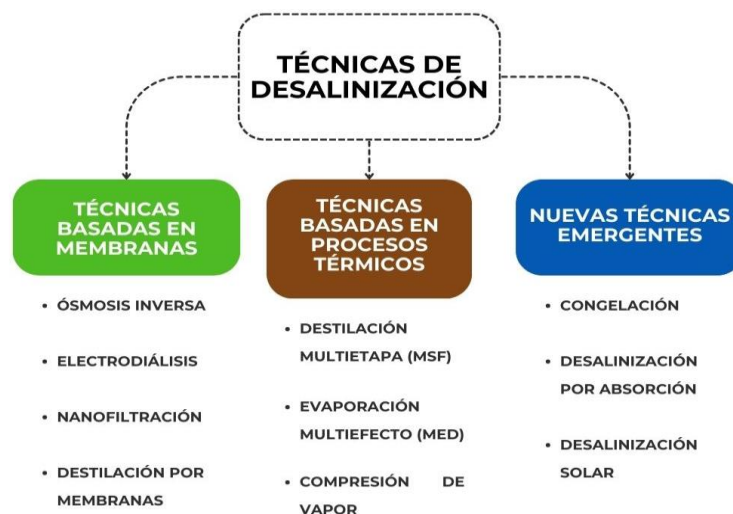 TÉCNICAS DE
DESALINIZACIÓN
TÉCNICAS
BASADAS EN
MEMBRANAS
• ÓSMOSIS INVERSA
• ELECTRODIÁLISIS
• NANOFILTRACIÓN
• DESTILACIÓN POR
MEMBRANAS
TÉCNICAS
BASADAS EN
PROCESOS
TÉRMICOS
• DESTILACIÓN
MULTIETAPA (MSF)
• EVAPORACIÓN
MULTIEFECTO (MED)
• COMPRESIÓN DE
VAPOR
NUEVAS TÉCNICAS
EMERGENTES
• CONGELACIÓN
• DESALINIZACIÓN
POR ABSORCIÓN
• DESALINIZACIÓN
SOLAR